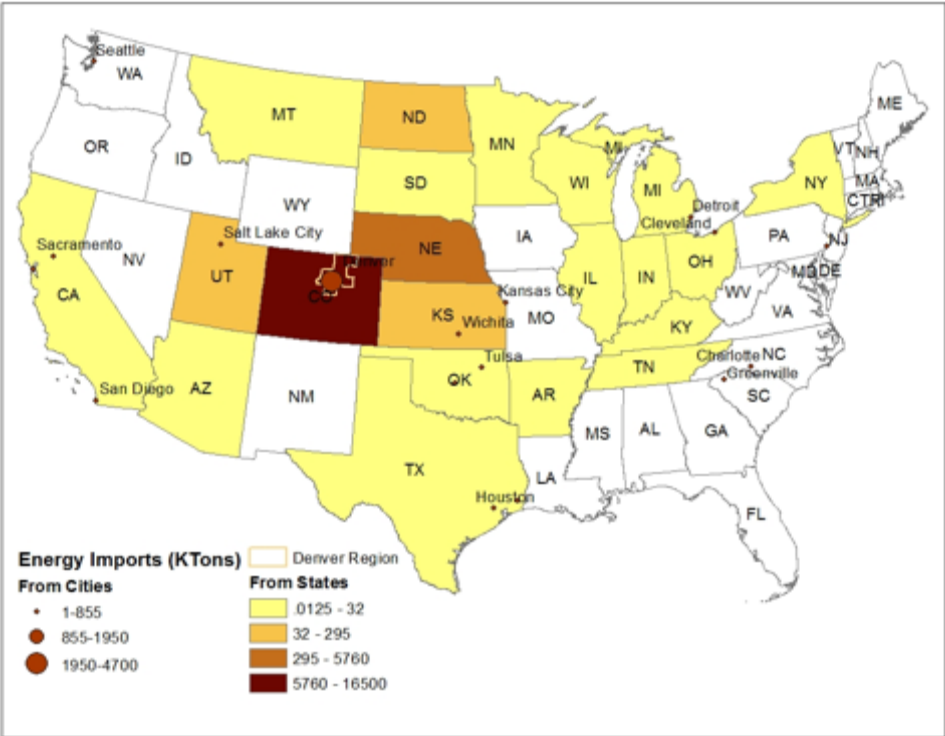 Seattle
WA
MT
ND
MN
ME
OR
ID
VT
NH
MI
WI
MI
NY
MA
CT
RI
SD
WY
Detroit
Cleveland
Salt Lake City
Sacramento
NV
UT
NE
IA
PA
NJ
Denver
CO
IL
IN
OH
MD
DE
WV
CA
KS
Wichita
Kansas City
MO
VA
KY
Tulsa
Charlotte
NC
TN
Greenville
San Diego
AZ
NM
OK
AR
SC
MS
AL
GA
TX
LA
Houston
FL
Energy Imports (KTons)
From Cities
1-855
855-1950
1950-4700
Denver Region
From States
.0125 - 32
32 - 295
295 - 5760
5760 - 16500